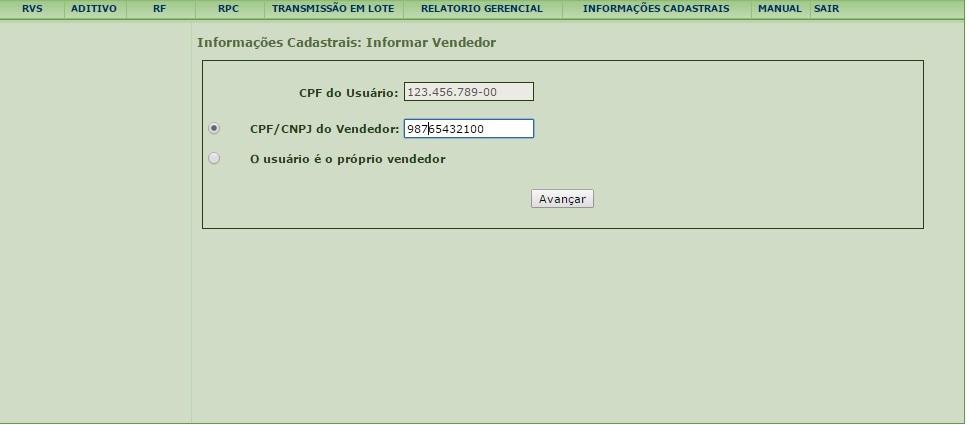 RVS ADITIVO RF RPC TRANSMISSÃO EM LOTE RELATORIO GERENCIAL INFORMAÇÕES CADASTRAIS MANUAL SAIR
Informações Cadastrais: Informar Vendedor
CPF do Usuário: 123.456.789-00
CPF/CNPJ do Vendedor: 98765432100
O usuário é o próprio vendedor
Avançar